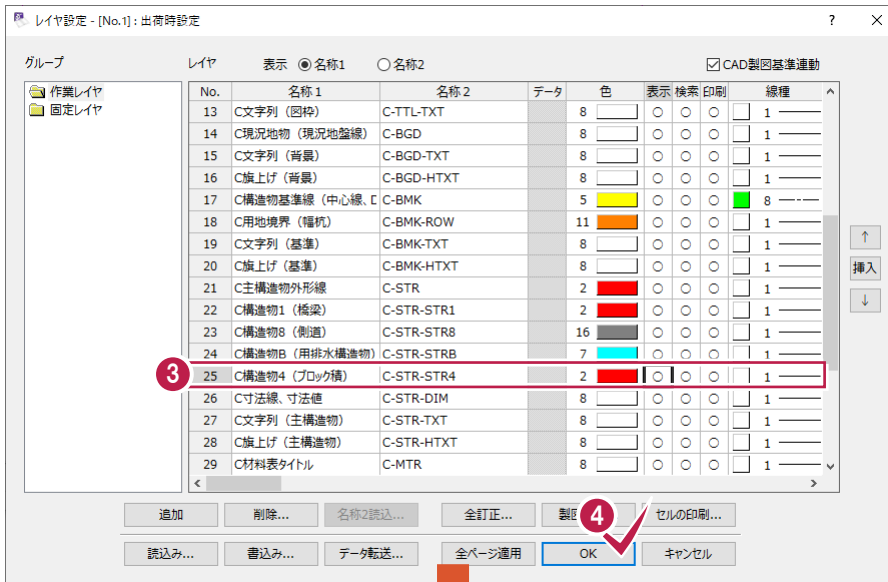 レイヤ設定 - [No.1] : 出荷時設定
? ×
グループ レイヤ 表示 名称1 名称2 CAD製図基準連動
作業レイヤ
固定レイヤ
No. 名称1 名称2 データ 色 表示 検索 印刷 線種
13 C文字列（図枠） C-TTL-TXT 8 ○ ○ ○ 1
14 C現況地物（現況地盤線） C-BGD 8 ○ ○ ○ 1
15 C文字列（背景） C-BGD-TXT 8 ○ ○ ○ 1
16 C旗上げ（背景） C-BGD-HTXT 8 ○ ○ ○ 1
17 C構造物基準線（中心線、 C-BMK 5 ○ ○ ○ 8
18 C用地境界（幅杭） C-BMK-ROW 11 ○ ○ ○ 1
19 C文字列（基準） C-BMK-TXT 8 ○ ○ ○ 1
20 C旗上げ（基準） C-BMK-HTXT 8 ○ ○ ○ 1
21 C主構造物外形線 C-STR 2 ○ ○ ○ 1
22 C構造物1（橋梁） C-STR-STR1 2 ○ ○ ○ 1
23 C構造物8（側道） C-STR-STR8 16 ○ ○ ○ 1
24 C構造物B（用排水構造物） C-STR-STRB 7 ○ ○ ○ 1
3 25 C構造物4（ブロック積） C-STR-STR4 2 ○ ○ ○ 1
26 C寸法線、寸法値 C-STR-DIM 8 ○ ○ ○ 1
27 C文字列（主構造物） C-STR-TXT 8 ○ ○ ○ 1
28 C旗上げ（主構造物） C-STR-HTXT 8 ○ ○ ○ 1
29 C材料表タイトル C-MTR 8 ○ ○ ○ 1
↑
挿入
↓
追加 削除... 名称2読込... 全訂正... 製図 4 セルの印刷...
読込み... 書込み... データ転送... 全ページ適用 OK キャンセル